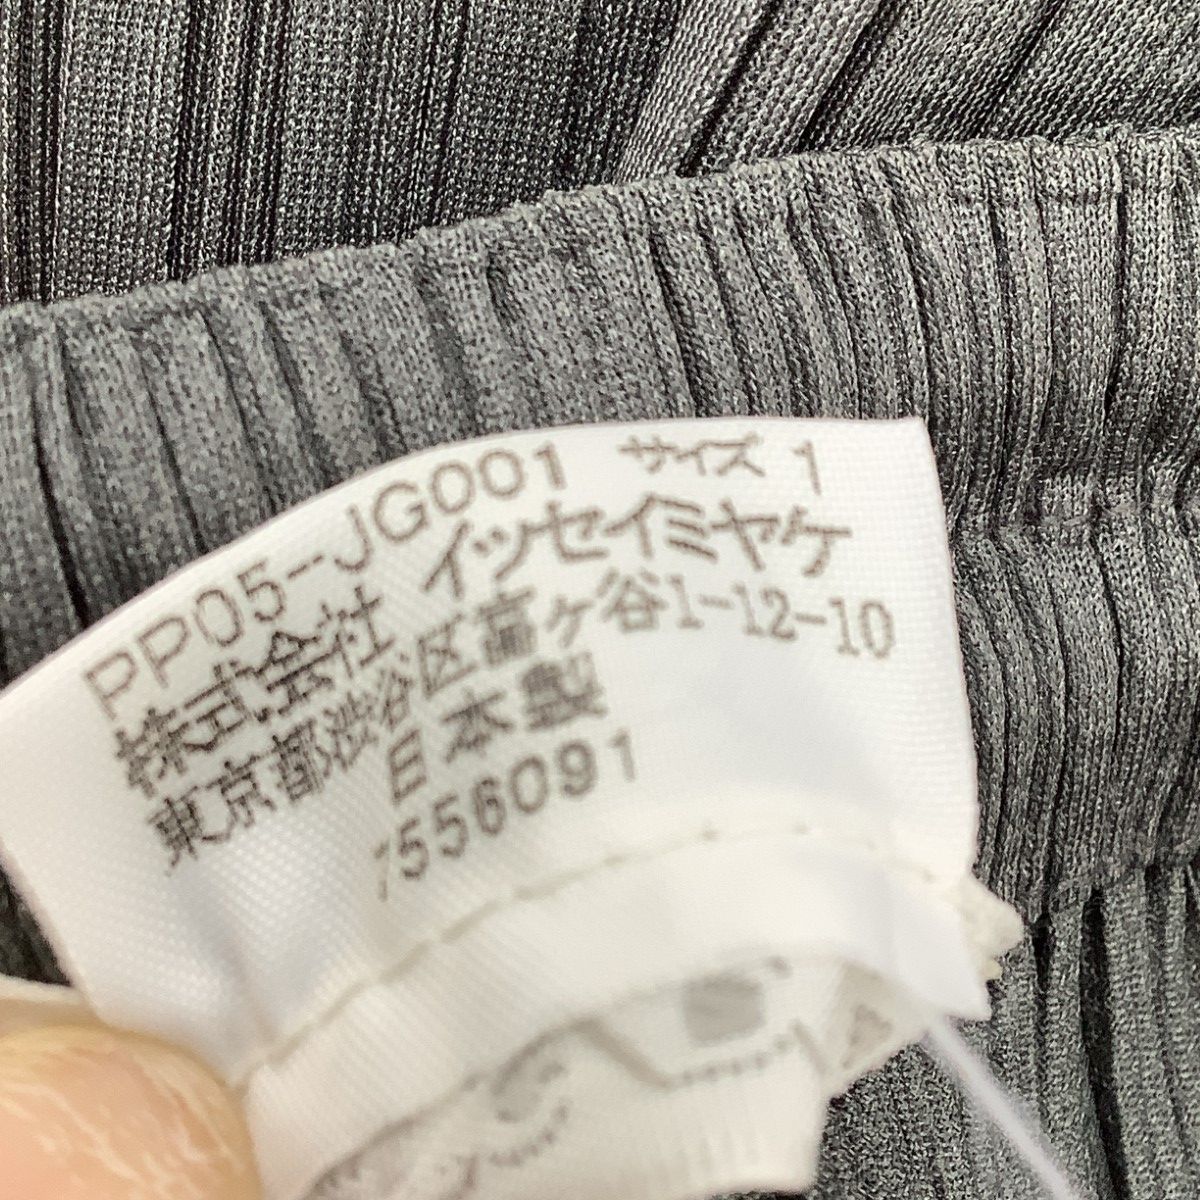 PP05-JG001 サイズ 1
株式会社 イッセイミヤケ
東京都渋谷区富ヶ谷1-12-10
日本製
7556091